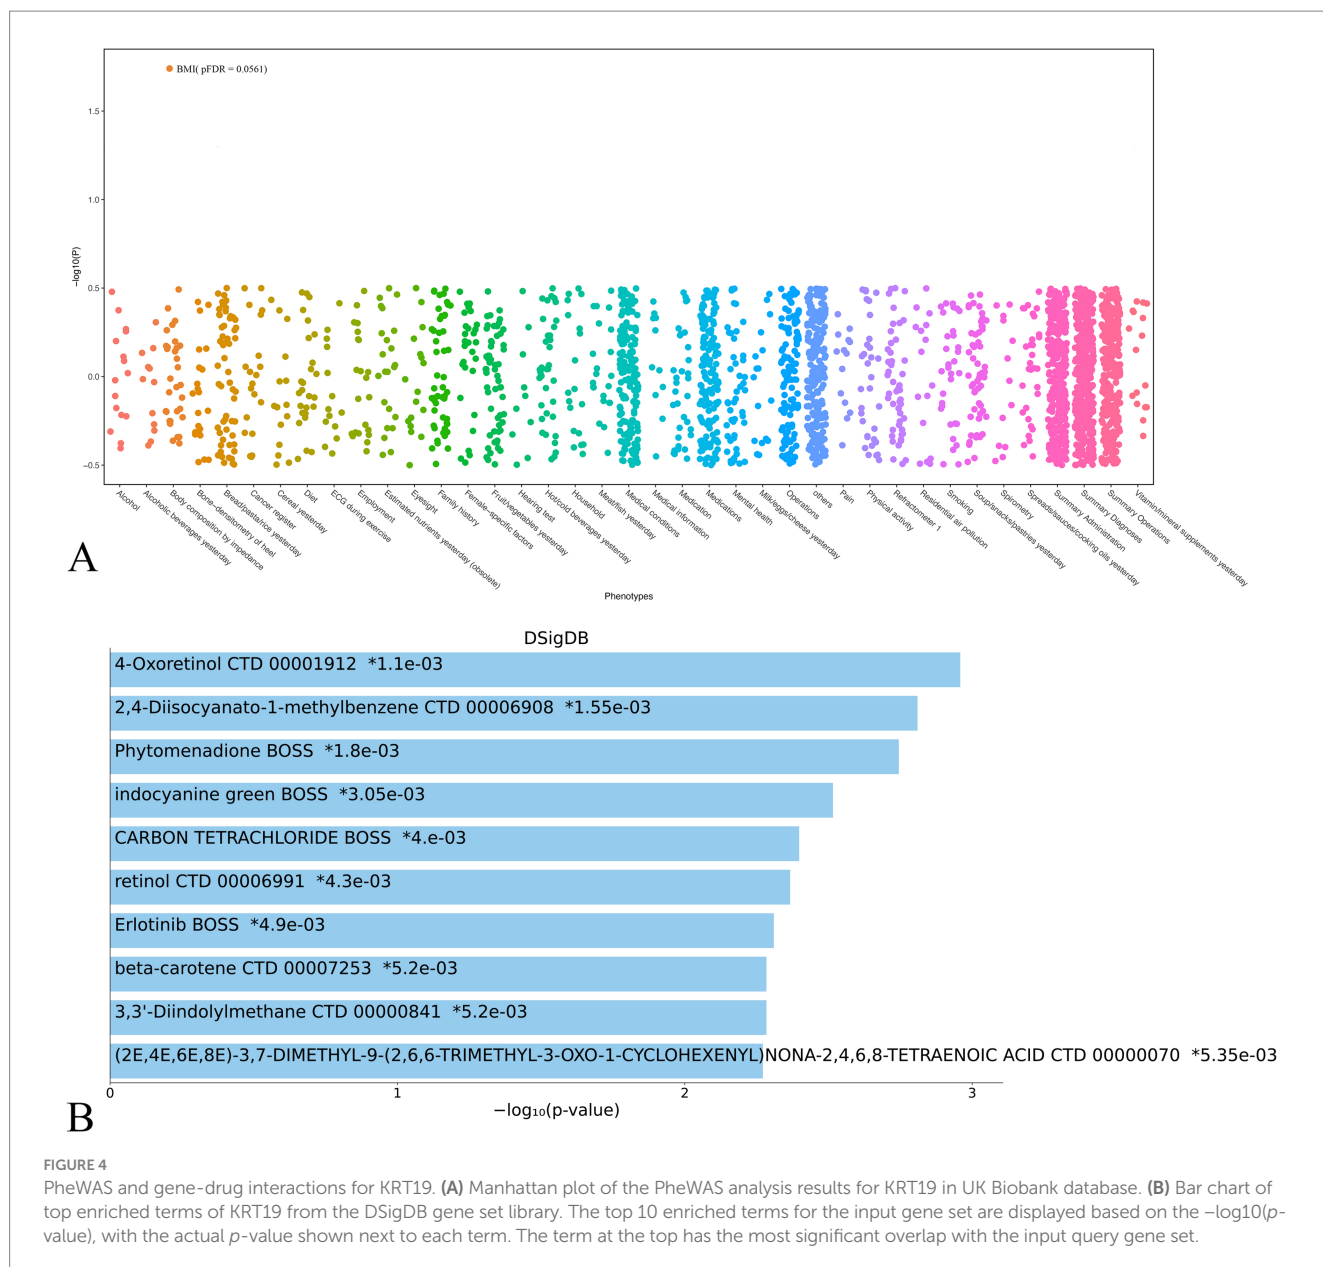 BMI( pFDR = 0.0561)
1.5
1.0
0.5
0.0
−0.5
−log10(P)
Alcohol
Alcoholic beverages yesterday
Body composition by impedance
Bone−densitometry of heel
Bread/pasta/rice yesterday
Cancer register
Cereal yesterday
Diet
ECG during exercise
Employment
Estimated nutrients yesterday (obsolete)
Eyesight
Family history
Female−specific factors
Fruit/vegetables yesterday
Hearing test
Hot/cold beverages yesterday
Household
Meat/fish yesterday
Medical conditions
Medical information
Medication
Medications
Mental health
Milk/eggs/cheese yesterday
Operations
others
Pain
Physical activity
Refractometer 1
Residential air pollution
Smoking
Soup/snacks/pastries yesterday
Spirometry
Spreads/sauces/cooking oils yesterday
Summary Administration
Summary Diagnoses
Summary Operations
Vitamin/mineral supplements yesterday
Phenotypes
A
DSigDB
4-Oxoretinol CTD 00001912 *1.1e-03
2,4-Diisocyanato-1-methylbenzene CTD 00006908 *1.55e-03
Phytomenadione BOSS *1.8e-03
indocyanine green BOSS *3.05e-03
CARBON TETRACHLORIDE BOSS *4.e-03
retinol CTD 00006991 *4.3e-03
Erlotinib BOSS *4.9e-03
beta-carotene CTD 00007253 *5.2e-03
3,3'-Diindolylmethane CTD 00000841 *5.2e-03
(2E,4E,6E,8E)-3,7-DIMETHYL-9-(2,6,6-TRIMETHYL-3-OXO-1-CYCLOHEXENYL)NONA-2,4,6,8-TETRAENOIC ACID CTD 00000070 *5.35e-03
0 1 2 3
−log₁₀(p-value)
B
FIGURE 4
PheWAS and gene-drug interactions for KRT19. (A) Manhattan plot of the PheWAS analysis results for KRT19 in UK Biobank database. (B) Bar chart of
top enriched terms of KRT19 from the DSigDB gene set library. The top 10 enriched terms for the input gene set are displayed based on the −log10(p-
value), with the actual p-value shown next to each term. The term at the top has the most significant overlap with the input query gene set.